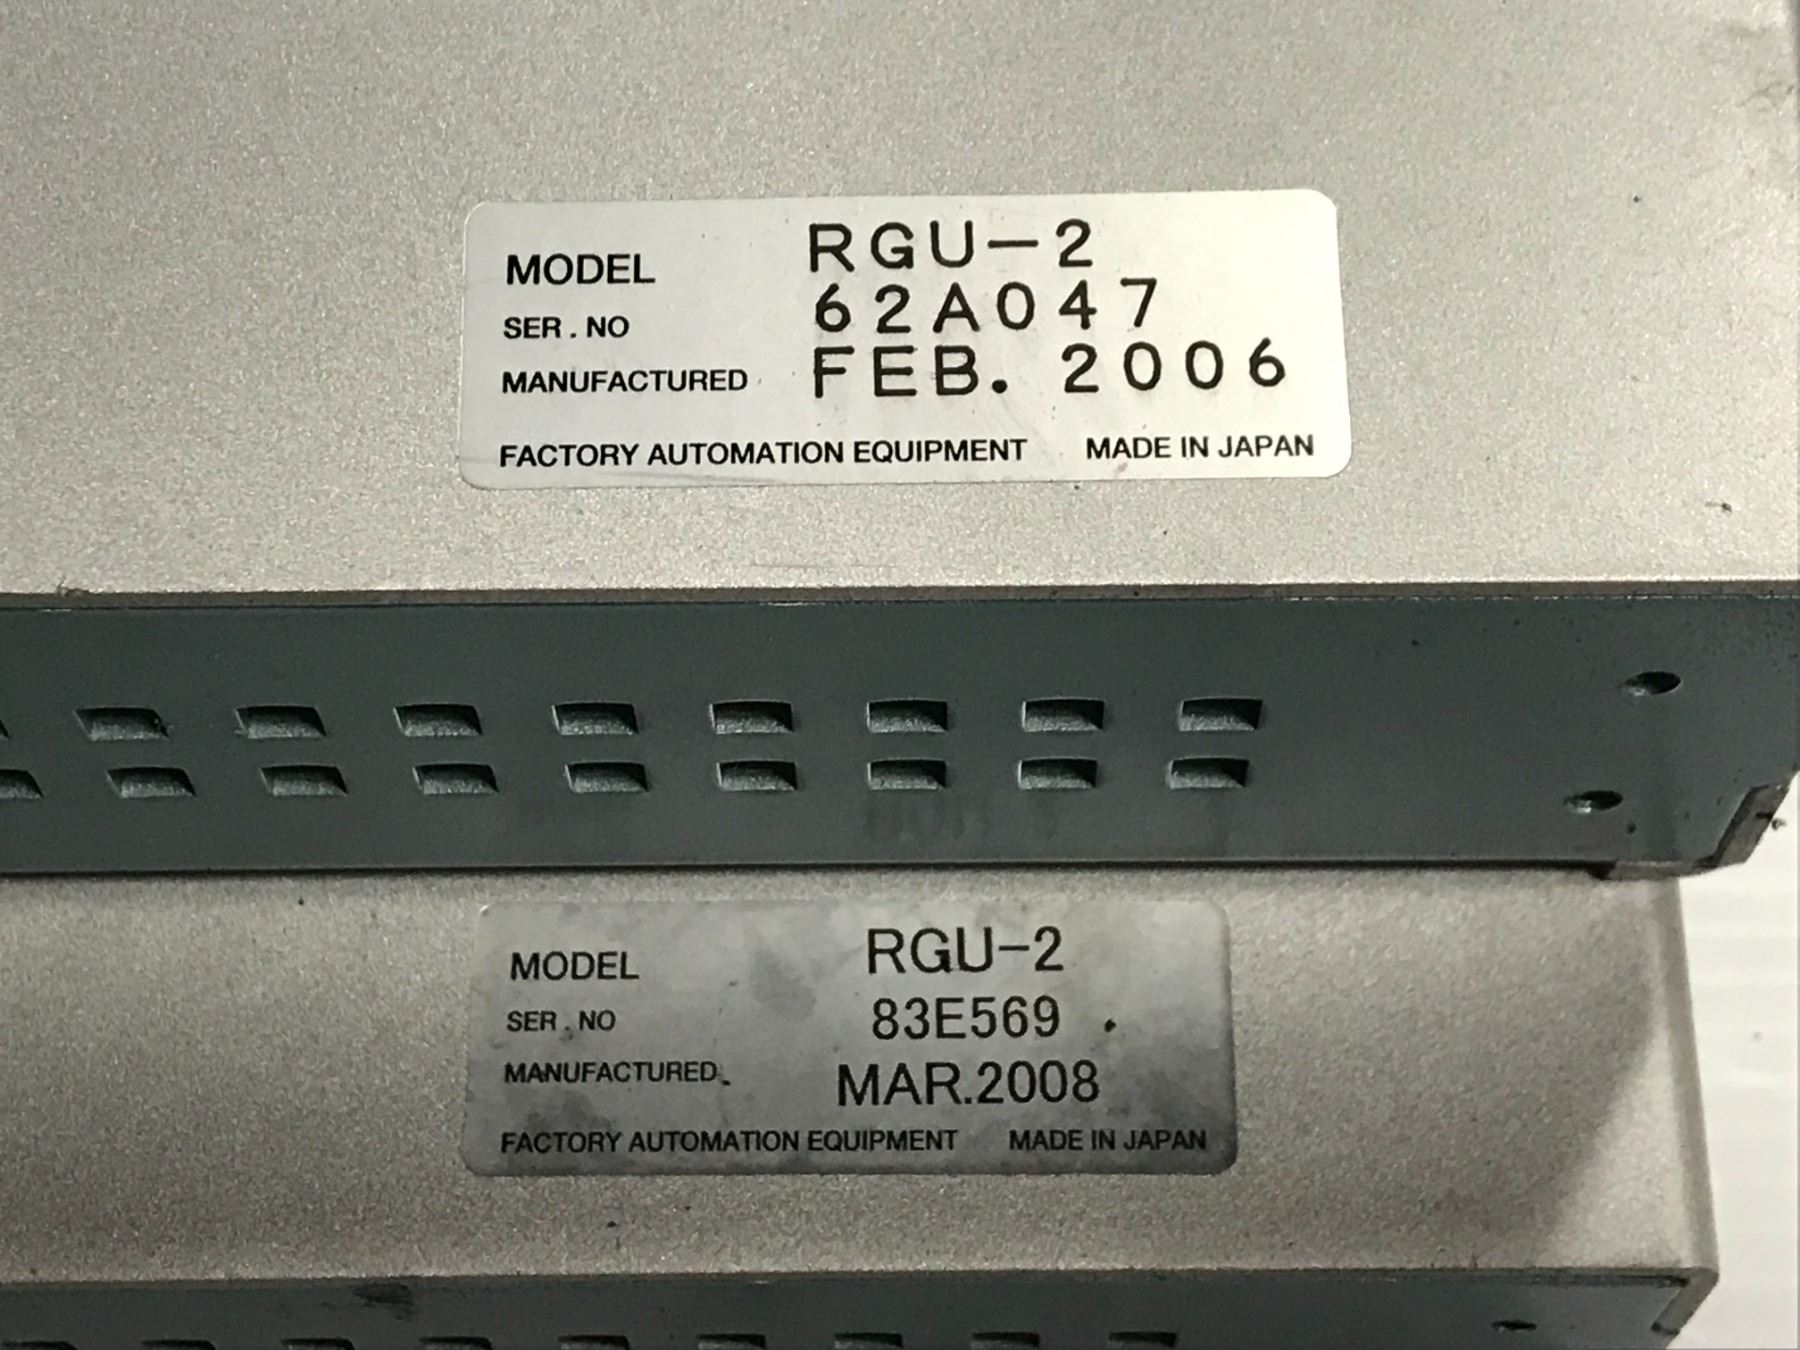 MODEL RGU-2
SER. NO 62A047
MANUFACTURED FEB. 2006
FACTORY AUTOMATION EQUIPMENT MADE IN JAPAN
MODEL RGU-2
SER. NO 83E569
MANUFACTURED MAR.2008
FACTORY AUTOMATION EQUIPMENT MADE IN JAPAN